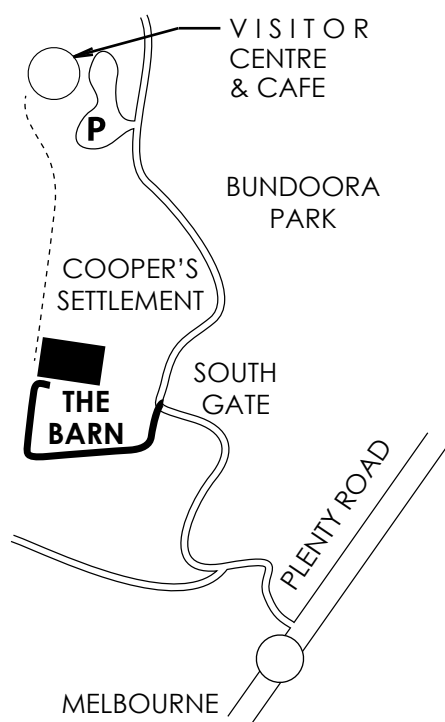 VISITOR
CENTRE
& CAFE
P
BUNDOORA
PARK
COOPER'S
SETTLEMENT
SOUTH
GATE
THE
BARN
PLENTY ROAD
MELBOURNE